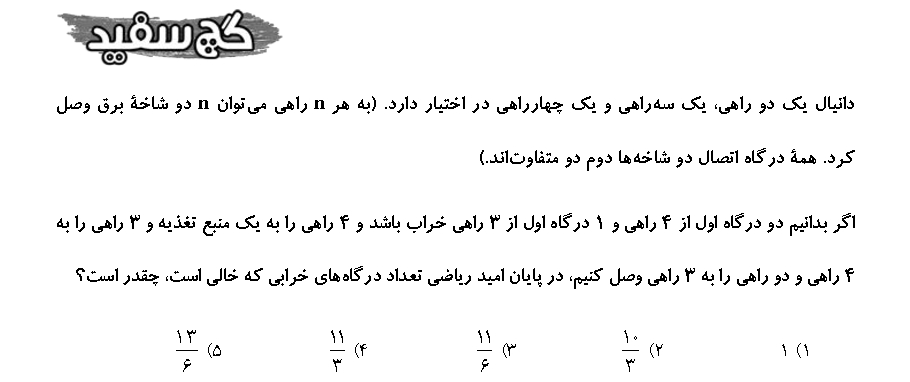 گچ سفید
دانیال یک دو راهی، یک سه‌راهی و یک چهارراهی در اختیار دارد. (به هر n راهی می‌توان n دو شاخهٔ برق وصل
کرد. همهٔ درگاه اتصال دو شاخه‌ها دوم دو متفاوت‌اند.)
اگر بدانیم دو درگاه اول از ۴ راهی و ۱ درگاه اول از ۳ راهی خراب باشد و ۴ راهی را به یک منبع تغذیه و ۳ راهی را به
۴ راهی و دو راهی را به ۳ راهی وصل کنیم، در پایان امید ریاضی تعداد درگاه‌های خرابی که خالی است، چقدر است؟
۱) ۱ ۲) ۱۰/۳ ۳) ۱۱/۶ ۴) ۱۱/۳ ۵) ۱۳/۶